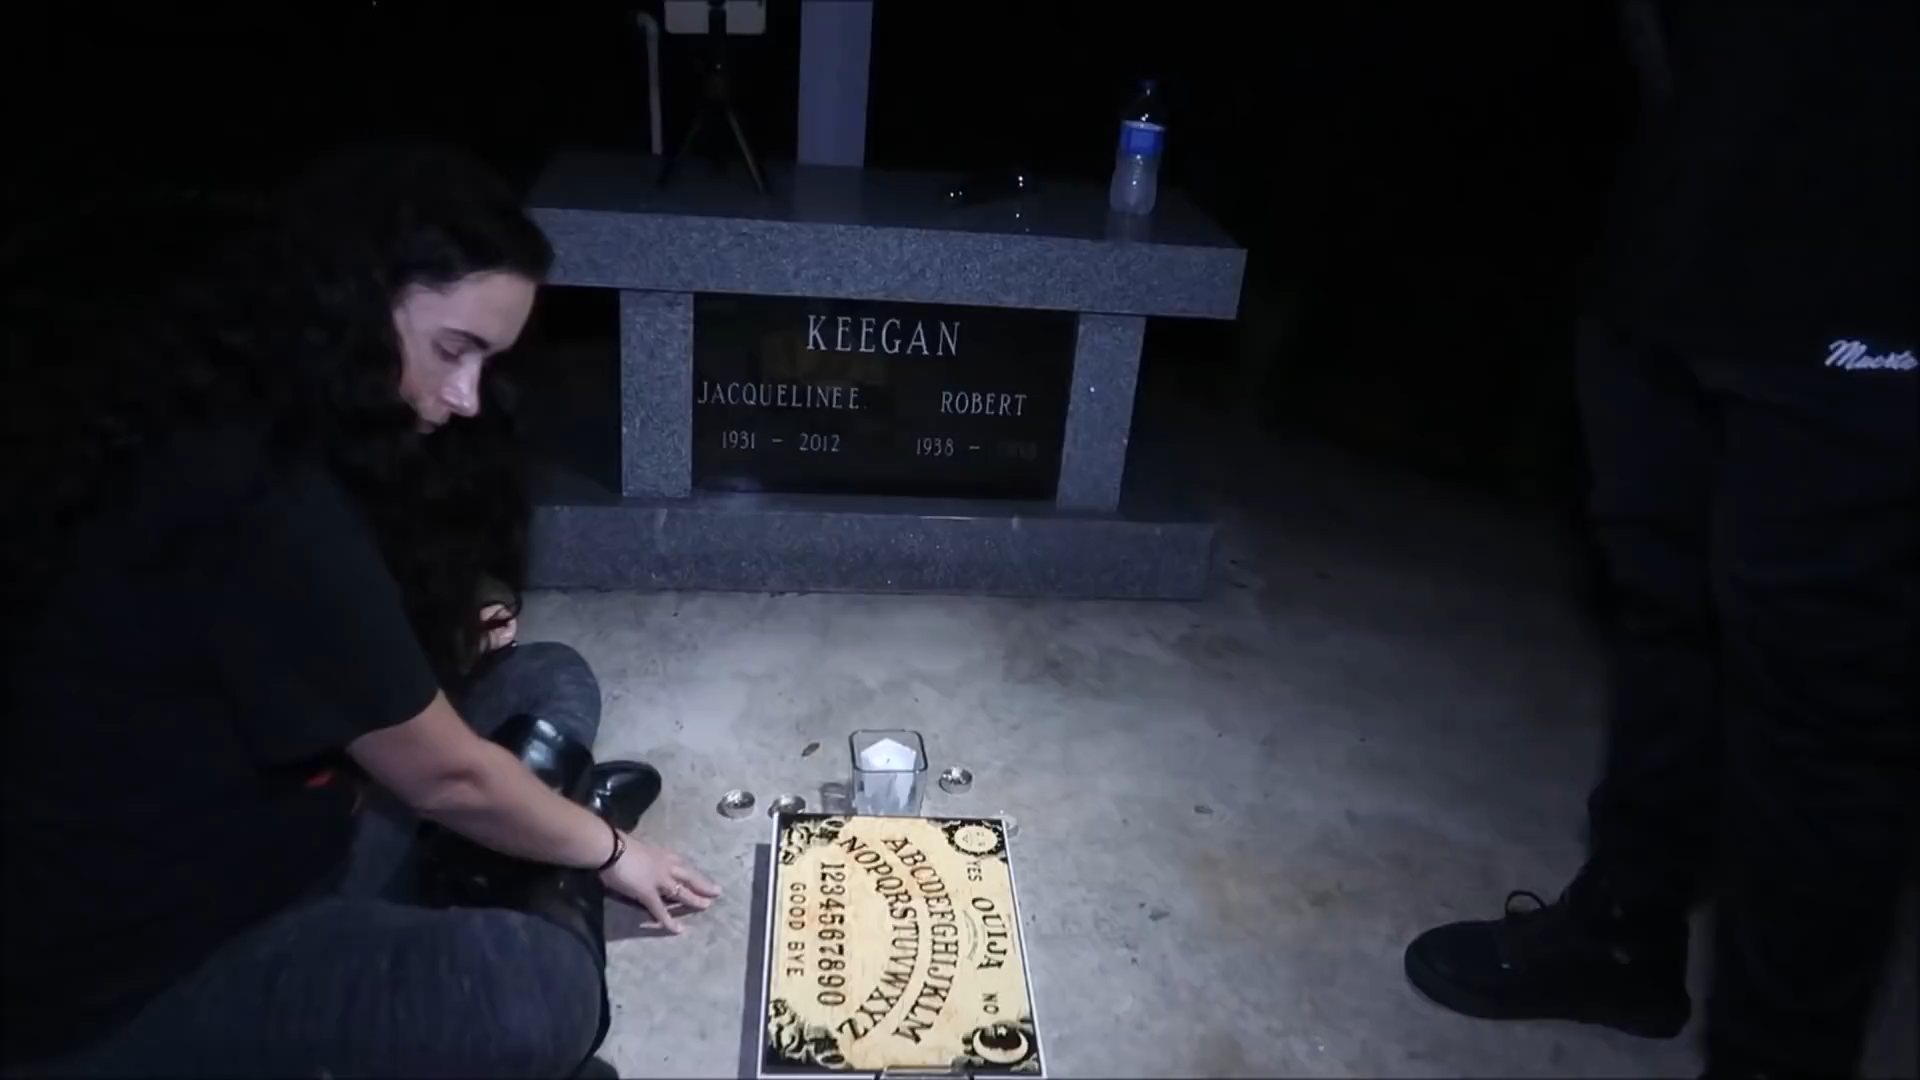 KEEGAN
JACQUELINE E. ROBERT
1931 - 2012 1938 -
YES OUIJA NO
ABCDEFGHIJKLM
NOPQRSTUVWXYZ
1234567890
GOOD BYE